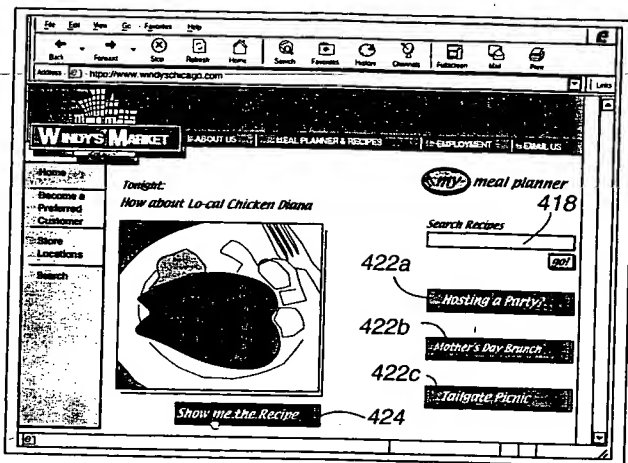 File Edit View Go Favorites Help
Back Forward Stop Refresh Home Search Favorites History Channels Fullscreen Mail Print
Address htpo://www.windyschicago.com Links
WINDY'S MARKET
ABOUT US MEAL PLANNER & RECIPES EMPLOYMENT EMAIL US
Home
Become a
Preferred
Customer
Store
Locations
Search
Tonight:
How about Lo-cal Chicken Diana
my meal planner
418
Search Recipes
go!
422a
Hosting a Party?
422b
Mother's Day Brunch
422c
Tailgate Picnic
Show me the Recipe
424